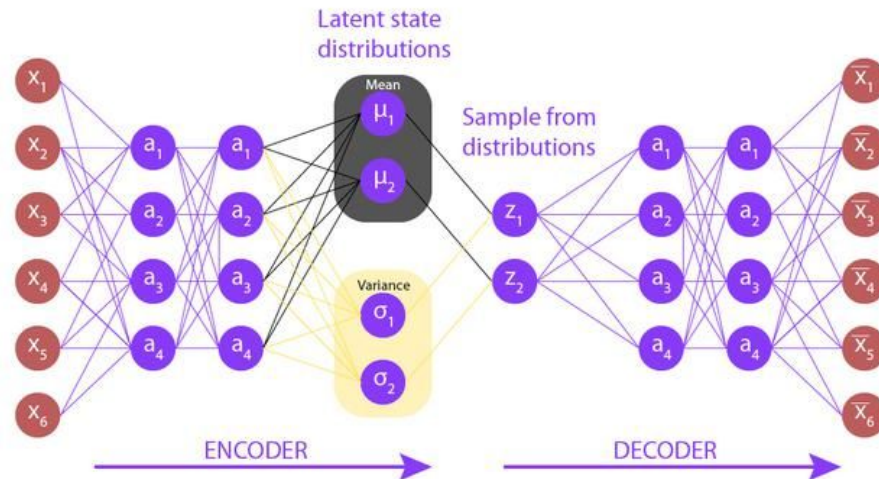 Latent state
distributions
Mean
μ₁
μ₂
Sample from
distributions
Variance
σ₁
σ₂
x₁
x₂
x₃
x₄
x₅
x₆
a₁
a₂
a₃
a₄
a₁
a₂
a₃
a₄
z₁
z₂
a₁
a₂
a₃
a₄
a₁
a₂
a₃
a₄
x̅₁
x̅₂
x̅₃
x̅₄
x̅₅
x̅₆
ENCODER
DECODER